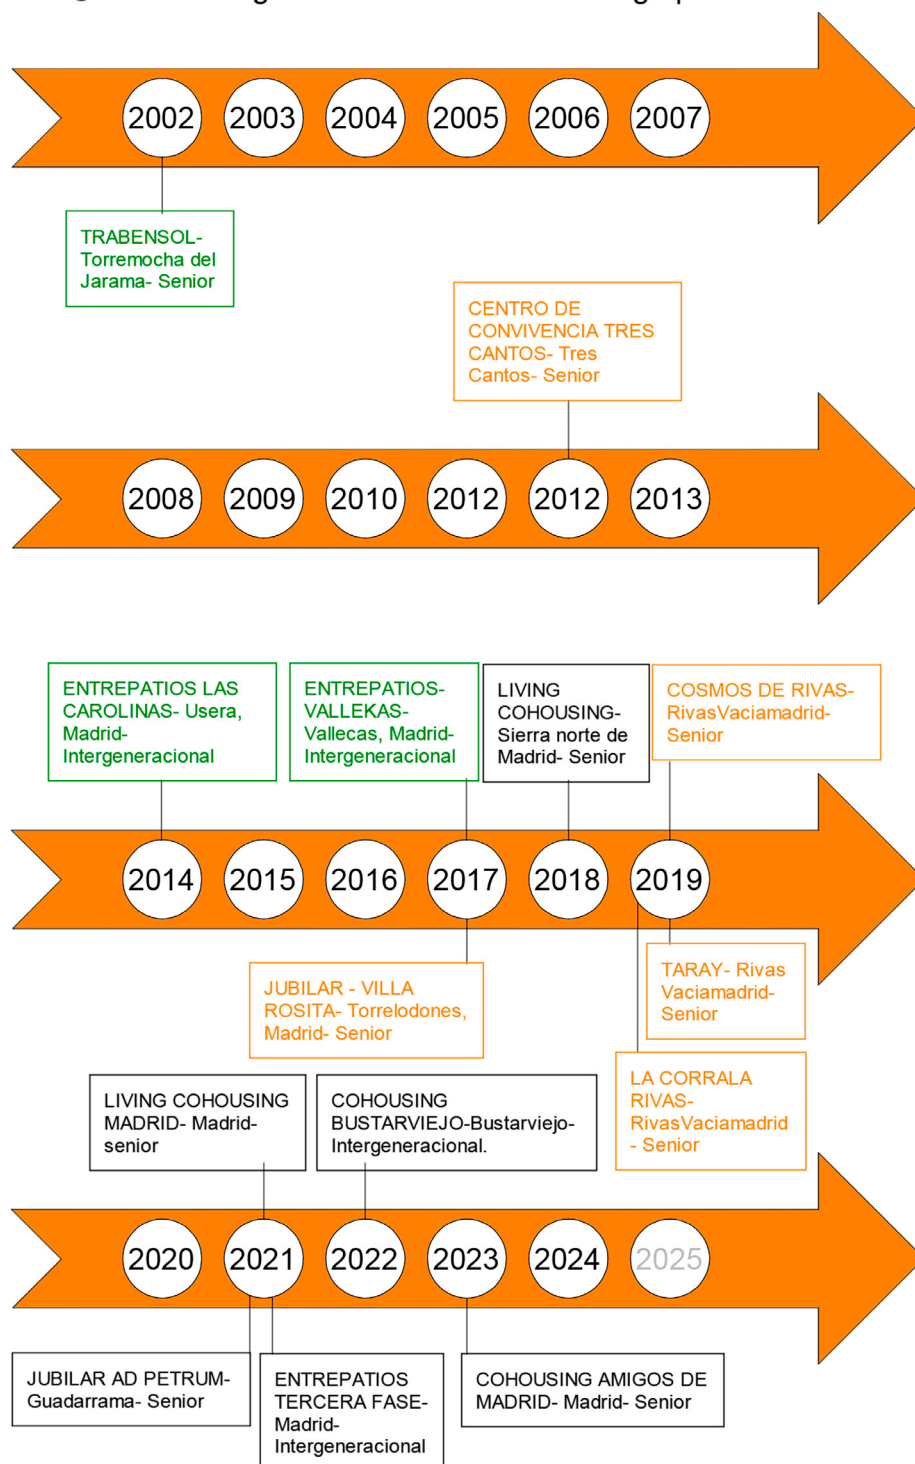 2002 2003 2004 2005 2006 2007
TRABENSOL-
Torremocha del
Jarama- Senior
CENTRO DE
CONVIVENCIA TRES
CANTOS- Tres
Cantos- Senior
2008 2009 2010 2012 2012 2013
ENTREPATIOS LAS
CAROLINAS- Usera,
Madrid-
Intergeneracional
ENTREPATIOS-
VALLEKAS-
Vallecas, Madrid-
Intergeneracional
LIVING
COHOUSING-
Sierra norte de
Madrid- Senior
COSMOS DE RIVAS-
RivasVaciamadrid-
Senior
2014 2015 2016 2017 2018 2019
JUBILAR - VILLA
ROSITA- Torrelodones,
Madrid- Senior
TARAY- Rivas
Vaciamadrid-
Senior
LA CORRALA
RIVAS-
RivasVaciamadrid
- Senior
LIVING COHOUSING
MADRID- Madrid-
senior
COHOUSING
BUSTARVIEJO-Bustarviejo-
Intergeneracional.
2020 2021 2022 2023 2024 2025
JUBILAR AD PETRUM-
Guadarrama- Senior
ENTREPATIOS
TERCERA FASE-
Madrid-
Intergeneracional
COHOUSING AMIGOS DE
MADRID- Madrid- Senior